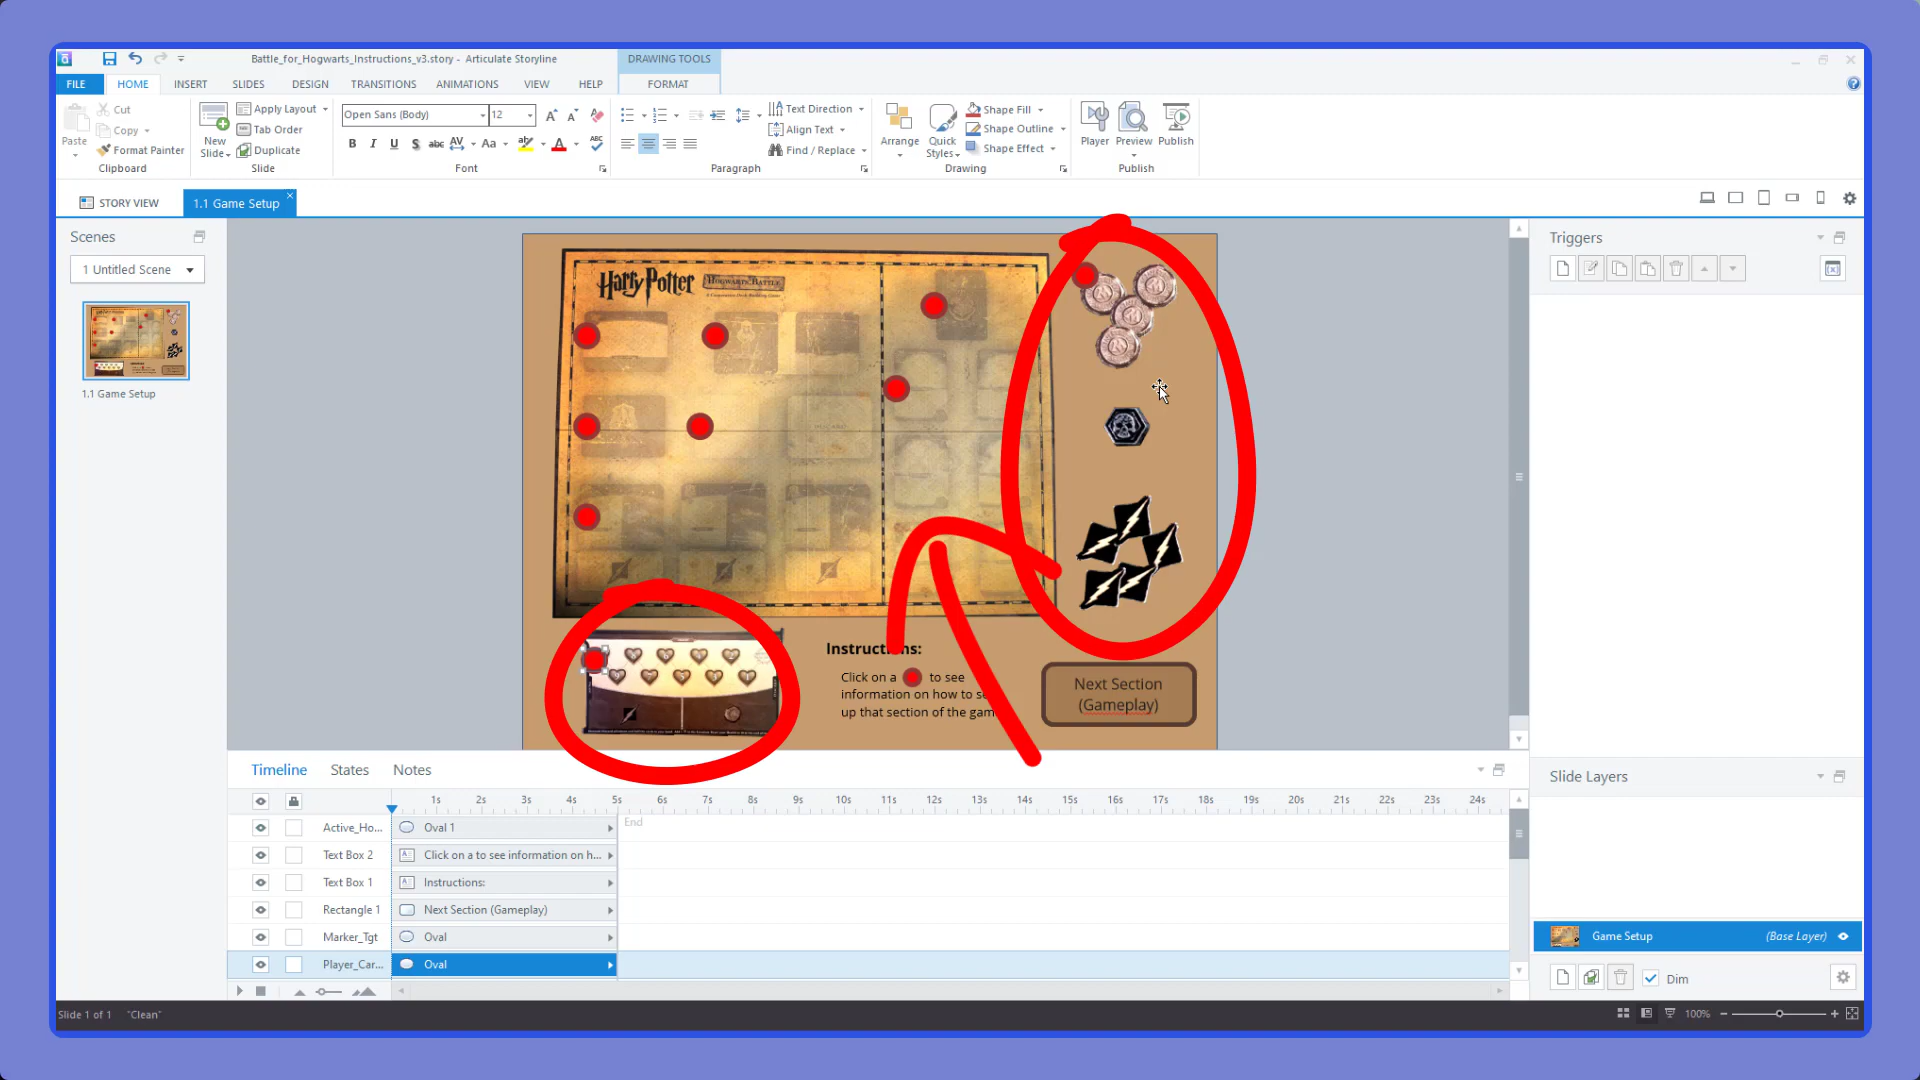 Battle_for_Hogwarts_Instructions_v3.story - Articulate Storyline
DRAWING TOOLS
FILE HOME INSERT SLIDES DESIGN TRANSITIONS ANIMATIONS VIEW HELP FORMAT
Paste
Cut
Copy
Format Painter
Clipboard
New Slide
Apply Layout
Tab Order
Duplicate
Slide
Open Sans (Body) 12
B I U S abc AV Aa A
Font
Text Direction
Align Text
Find / Replace
Paragraph
Arrange
Quick Styles
Shape Fill
Shape Outline
Shape Effect
Drawing
Player
Preview
Publish
Publish
STORY VIEW
1.1 Game Setup
Scenes
1 Untitled Scene
1.1 Game Setup
Harry Potter
HOGWARTS BATTLE
Instructions:
Click on a to see
information on how to se
up that section of the gam
Next Section
(Gameplay)
Triggers
Timeline States Notes
1s 2s 3s 4s 5s 6s 7s 8s 9s 10s 11s 12s 13s 14s 15s 16s 17s 18s 19s 20s 21s 22s 23s 24s
Active_Ho... Oval 1 End
Text Box 2 Click on a to see information on h...
Text Box 1 Instructions:
Rectangle 1 Next Section (Gameplay)
Marker_Tgt Oval
Player_Car... Oval
Slide Layers
Game Setup (Base Layer)
Dim
Slide 1 of 1 "Clean"
100%